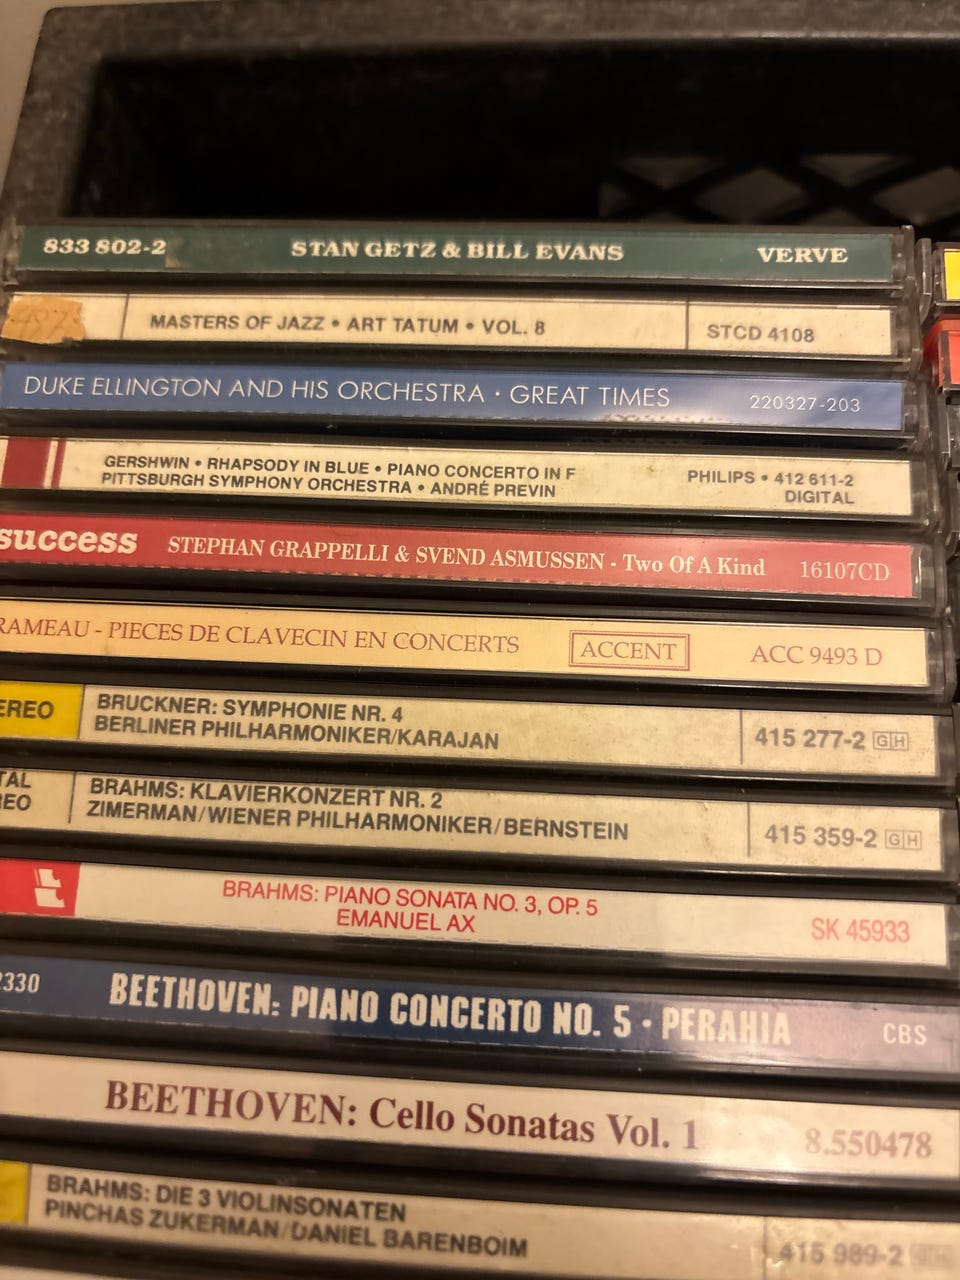 833 802-2 STAN GETZ & BILL EVANS VERVE
MASTERS OF JAZZ • ART TATUM • VOL. 8 STCD 4108
DUKE ELLINGTON AND HIS ORCHESTRA · GREAT TIMES 220327-203
GERSHWIN • RHAPSODY IN BLUE • PIANO CONCERTO IN F PHILIPS • 412 611-2
PITTSBURGH SYMPHONY ORCHESTRA • ANDRÉ PREVIN DIGITAL
success STEPHAN GRAPPELLI & SVEND ASMUSSEN - Two Of A Kind 16107CD
RAMEAU - PIECES DE CLAVECIN EN CONCERTS ACCENT ACC 9493 D
EREO BRUCKNER: SYMPHONIE NR. 4
BERLINER PHILHARMONIKER/KARAJAN 415 277-2 GH
TAL BRAHMS: KLAVIERKONZERT NR. 2
REO ZIMERMAN/WIENER PHILHARMONIKER/BERNSTEIN 415 359-2 GH
BRAHMS: PIANO SONATA NO. 3, OP. 5
EMANUEL AX SK 45933
2330 BEETHOVEN: PIANO CONCERTO NO. 5 · PERAHIA CBS
BEETHOVEN: Cello Sonatas Vol. 1 8.550478
BRAHMS: DIE 3 VIOLINSONATEN
PINCHAS ZUKERMAN/DANIEL BARENBOIM 415 989-2